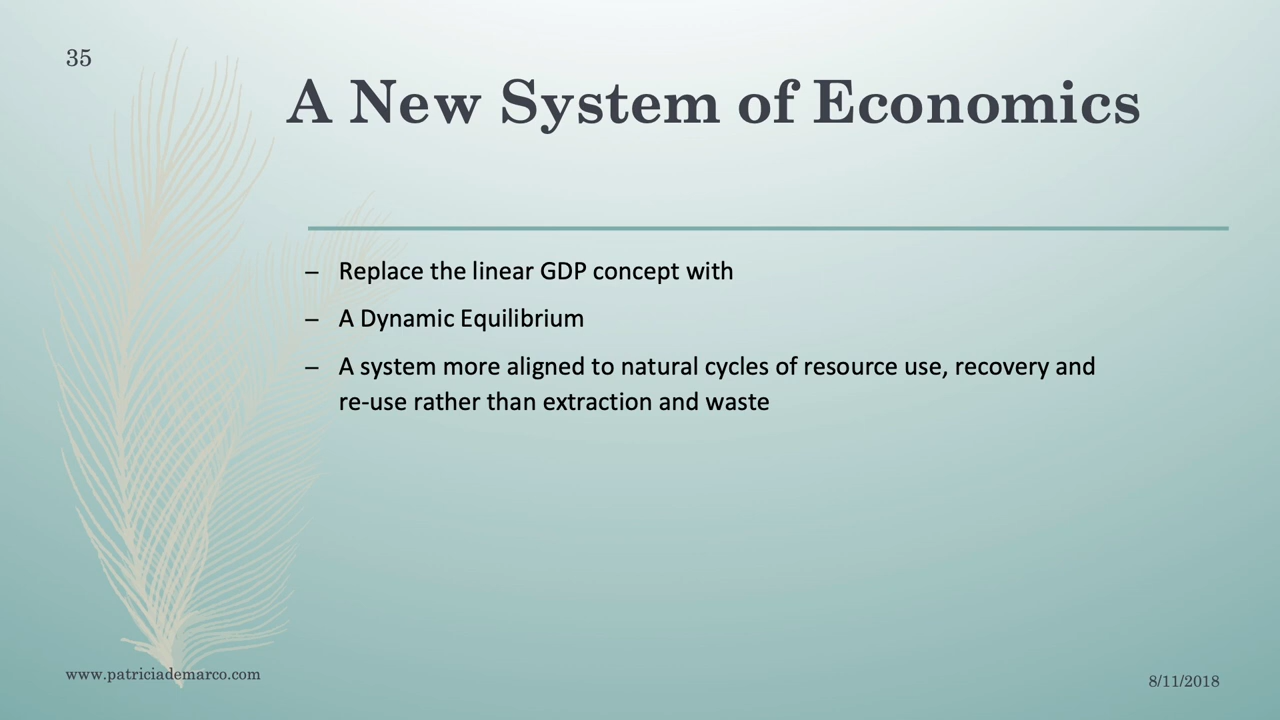 35
A New System of Economics
– Replace the linear GDP concept with
– A Dynamic Equilibrium
– A system more aligned to natural cycles of resource use, recovery and
re-use rather than extraction and waste
www.patriciademarco.com
8/11/2018